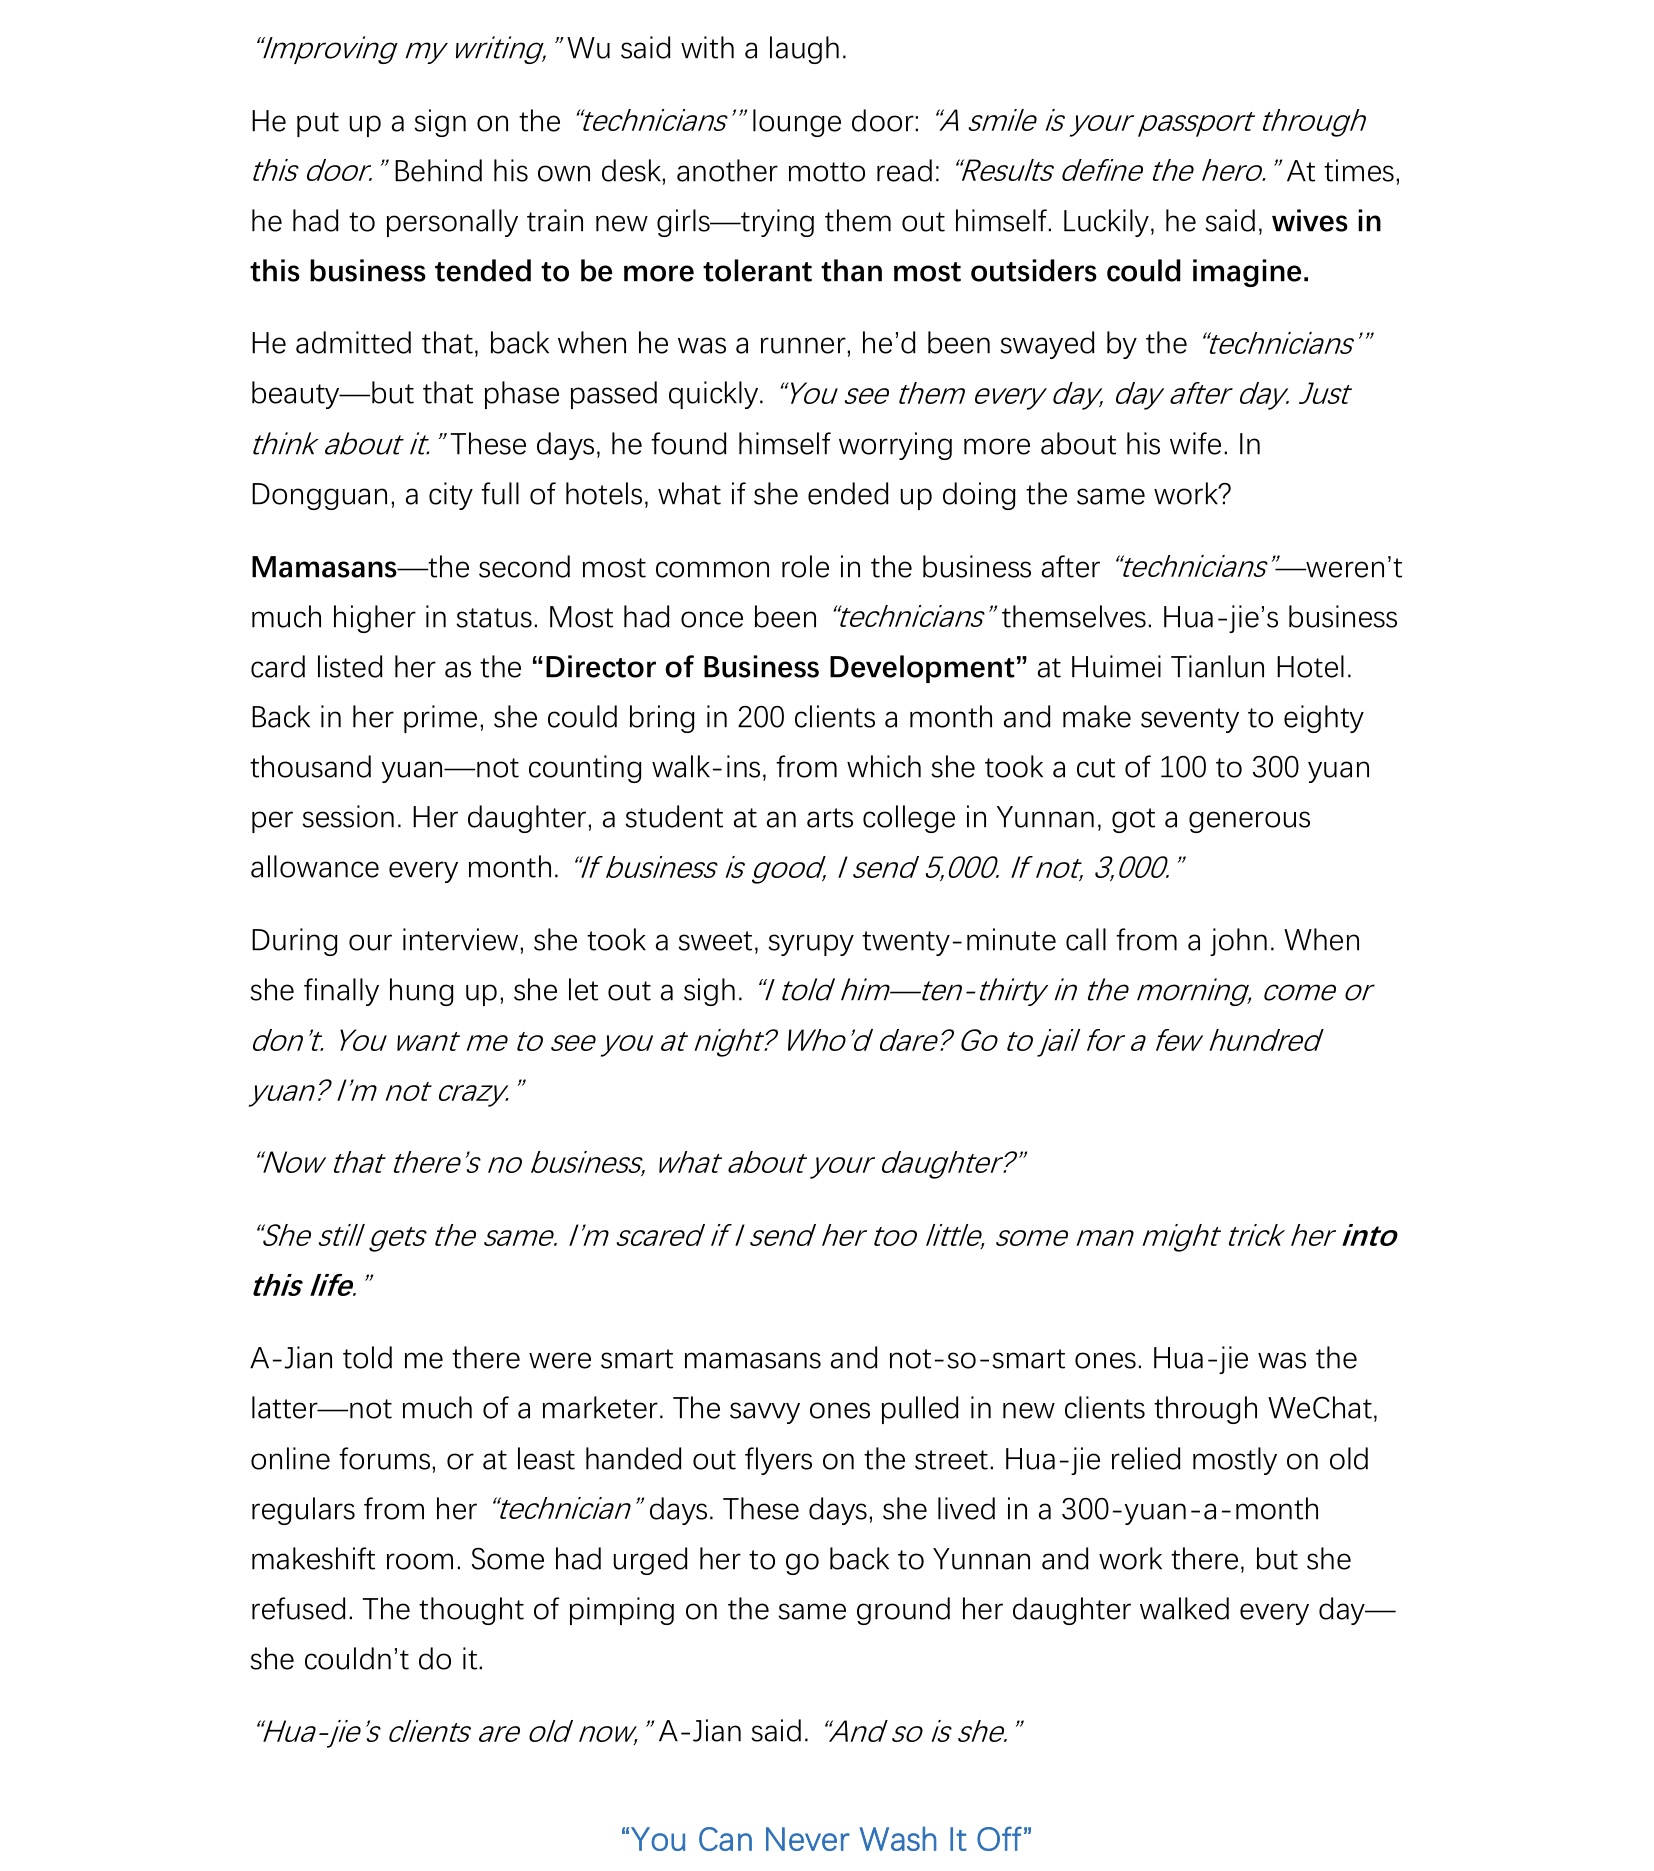 “Improving my writing,” Wu said with a laugh.
He put up a sign on the “technicians’” lounge door: “A smile is your passport through
this door.” Behind his own desk, another motto read: “Results define the hero.” At times,
he had to personally train new girls—trying them out himself. Luckily, he said, wives in
this business tended to be more tolerant than most outsiders could imagine.
He admitted that, back when he was a runner, he’d been swayed by the “technicians’”
beauty—but that phase passed quickly. “You see them every day, day after day. Just
think about it.” These days, he found himself worrying more about his wife. In
Dongguan, a city full of hotels, what if she ended up doing the same work?
Mamasans—the second most common role in the business after “technicians”—weren’t
much higher in status. Most had once been “technicians” themselves. Hua-jie’s business
card listed her as the “Director of Business Development” at Huimei Tianlun Hotel.
Back in her prime, she could bring in 200 clients a month and make seventy to eighty
thousand yuan—not counting walk-ins, from which she took a cut of 100 to 300 yuan
per session. Her daughter, a student at an arts college in Yunnan, got a generous
allowance every month. “If business is good, I send 5,000. If not, 3,000.”
During our interview, she took a sweet, syrupy twenty-minute call from a john. When
she finally hung up, she let out a sigh. “I told him—ten-thirty in the morning, come or
don’t. You want me to see you at night? Who’d dare? Go to jail for a few hundred
yuan? I’m not crazy.”
“Now that there’s no business, what about your daughter?”
“She still gets the same. I’m scared if I send her too little, some man might trick her into
this life.”
A-Jian told me there were smart mamasans and not-so-smart ones. Hua-jie was the
latter—not much of a marketer. The savvy ones pulled in new clients through WeChat,
online forums, or at least handed out flyers on the street. Hua-jie relied mostly on old
regulars from her “technician” days. These days, she lived in a 300-yuan-a-month
makeshift room. Some had urged her to go back to Yunnan and work there, but she
refused. The thought of pimping on the same ground her daughter walked every day—
she couldn’t do it.
“Hua-jie’s clients are old now,” A-Jian said. “And so is she.”
“You Can Never Wash It Off”